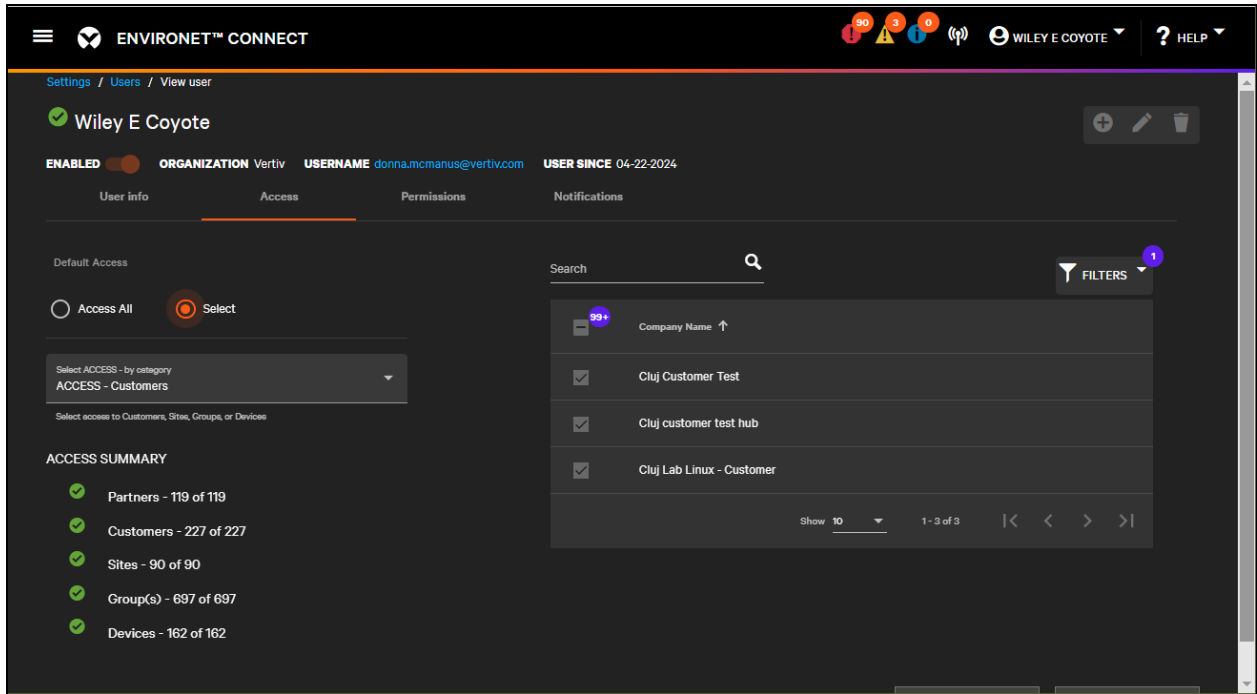 ENVIRONET™ CONNECT
90
3
0
WILEY E COYOTE
? HELP
Settings / Users / View user
Wiley E Coyote
ENABLED ORGANIZATION Vertiv USERNAME donna.mcmanus@vertiv.com USER SINCE 04-22-2024
User info Access Permissions Notifications
Default Access
Access All Select
Select ACCESS - by category
ACCESS - Customers
Select access to Customers, Sites, Groups, or Devices
ACCESS SUMMARY
Partners - 119 of 119
Customers - 227 of 227
Sites - 90 of 90
Group(s) - 697 of 697
Devices - 162 of 162
Search
FILTERS
1
99+
Company Name
Cluj Customer Test
Cluj customer test hub
Cluj Lab Linux - Customer
Show 10 1 - 3 of 3